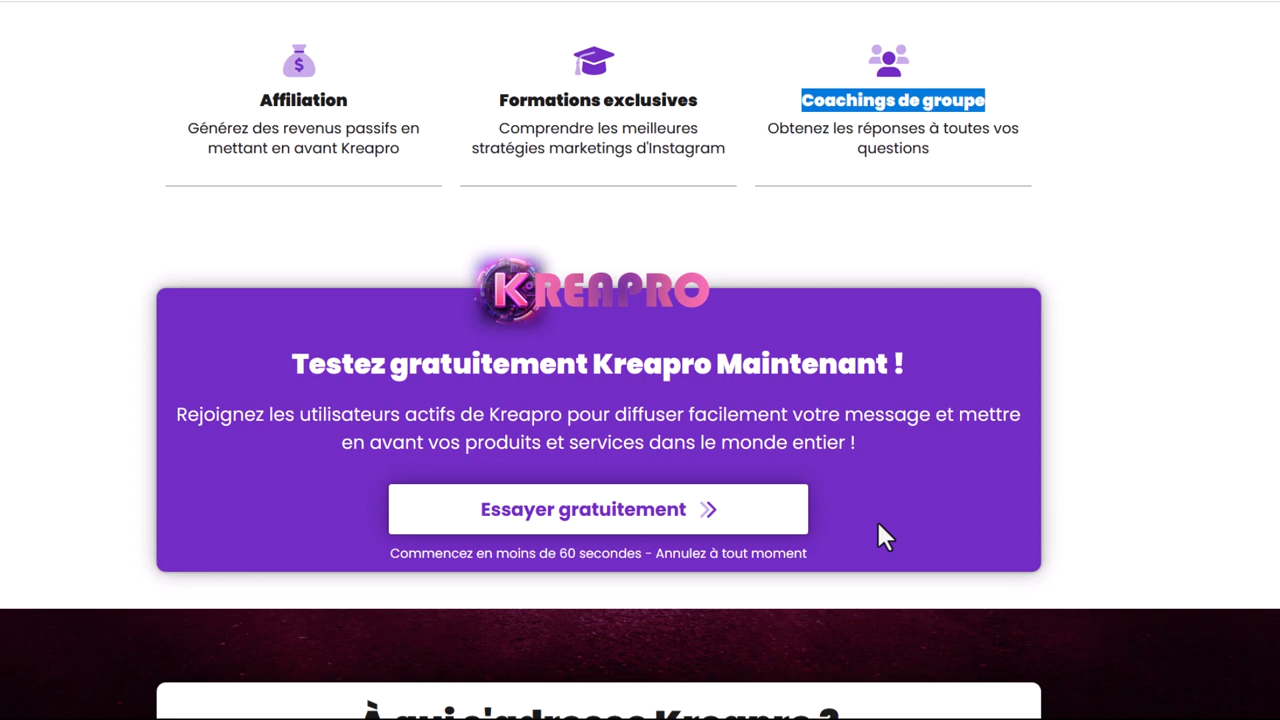 Affiliation
Générez des revenus passifs en
mettant en avant Kreapro
Formations exclusives
Comprendre les meilleures
stratégies marketings d'Instagram
Coachings de groupe
Obtenez les réponses à toutes vos
questions
KREAPRO
Testez gratuitement Kreapro Maintenant !
Rejoignez les utilisateurs actifs de Kreapro pour diffuser facilement votre message et mettre
en avant vos produits et services dans le monde entier !
Essayer gratuitement
Commencez en moins de 60 secondes - Annulez à tout moment
À qui s'adresse Kreapro ?